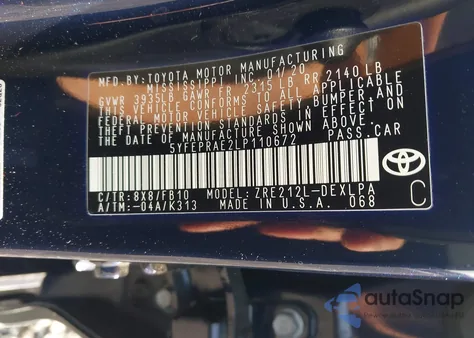 MFD.BY:TOYOTA MOTOR MANUFACTURING
MISSISSIPPI, INC. 01/20
GVWR 3935LB GAWR FR 2315 LB RR 2140 LB
THIS VEHICLE CONFORMS TO ALL APPLICABLE
FEDERAL MOTOR VEHICLE SAFETY, BUMPER AND
THEFT PREVENTION STANDARDS IN EFFECT ON
THE DATE OF MANUFACTURE SHOWN ABOVE.
5YFEPRAE2LP110672 PASS.CAR
C/TR: 8X8/FB10 MODEL: ZRE212L-DEXLPA
A/TM: -04A/K313 MADE IN U.S.A. 068
TOYOTA
C
autoSnap